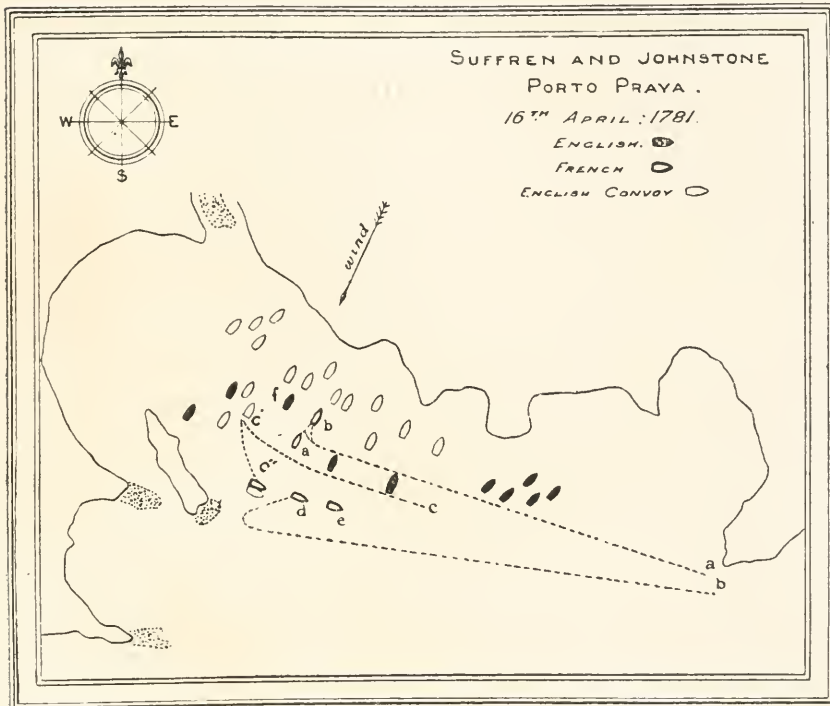 SUFFREN AND JOHNSTONE
PORTO PRAYA.
16TH APRIL: 1781.
ENGLISH.
FRENCH
ENGLISH CONVOY
W E
S
wind
f
c'
b
a
c"
d
e
c
a
b